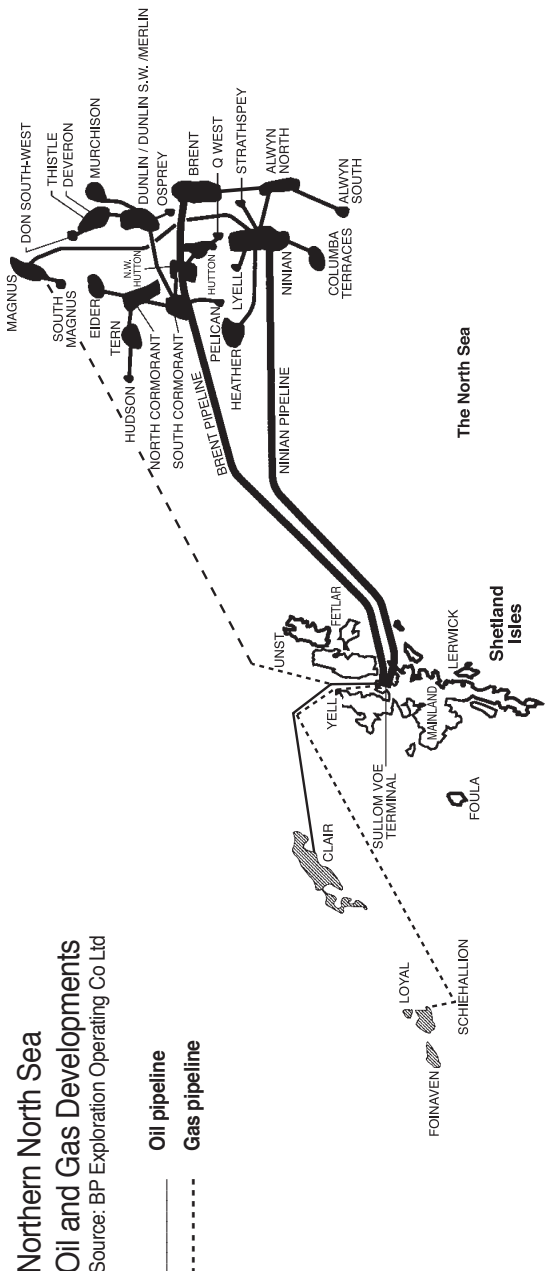 Northern North Sea
Oil and Gas Developments
Source: BP Exploration Operating Co Ltd
Oil pipeline
Gas pipeline
MAGNUS
DON SOUTH-WEST
THISTLE
DEVERON
MURCHISON
DUNLIN / DUNLIN S.W. /MERLIN
OSPREY
BRENT
Q WEST
STRATHSPEY
ALWYN
NORTH
ALWYN
SOUTH
SOUTH
MAGNUS
EIDER
TERN
HUDSON
NORTH CORMORANT
SOUTH CORMORANT
N.W.
HUTTON
HUTTON
PELICAN
LYELL
HEATHER
NINIAN
COLUMBA
TERRACES
BRENT PIPELINE
NINIAN PIPELINE
The North Sea
UNST
FETLAR
YELL
MAINLAND
LERWICK
Shetland
Isles
SULLOM VOE
TERMINAL
FOULA
CLAIR
LOYAL
FOINAVEN
SCHIEHALLION